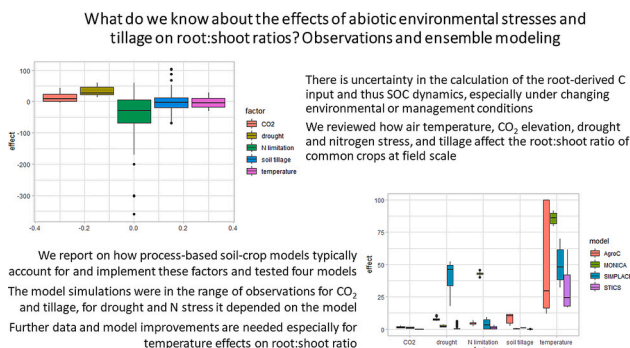 What do we know about the effects of abiotic environmental stresses and
tillage on root:shoot ratios? Observations and ensemble modeling
100
0
-100
-200
-300
effect
-0.4
-0.2
0.0
0.2
0.4
factor
CO2
drought
N limitation
soil tillage
temperature
There is uncertainty in the calculation of the root-derived C
input and thus SOC dynamics, especially under changing
environmental or management conditions
We reviewed how air temperature, CO₂ elevation, drought
and nitrogen stress, and tillage affect the root:shoot ratio of
common crops at field scale
We report on how process-based soil-crop models typically
account for and implement these factors and tested four models
The model simulations were in the range of observations for CO₂
and tillage, for drought and N stress it depended on the model
Further data and model improvements are needed especially for
temperature effects on root:shoot ratio
100
75
50
25
0
effect
CO2
drought
N limitation
soil tillage
temperature
model
AgroC
MONICA
SIMPLACE
STICS